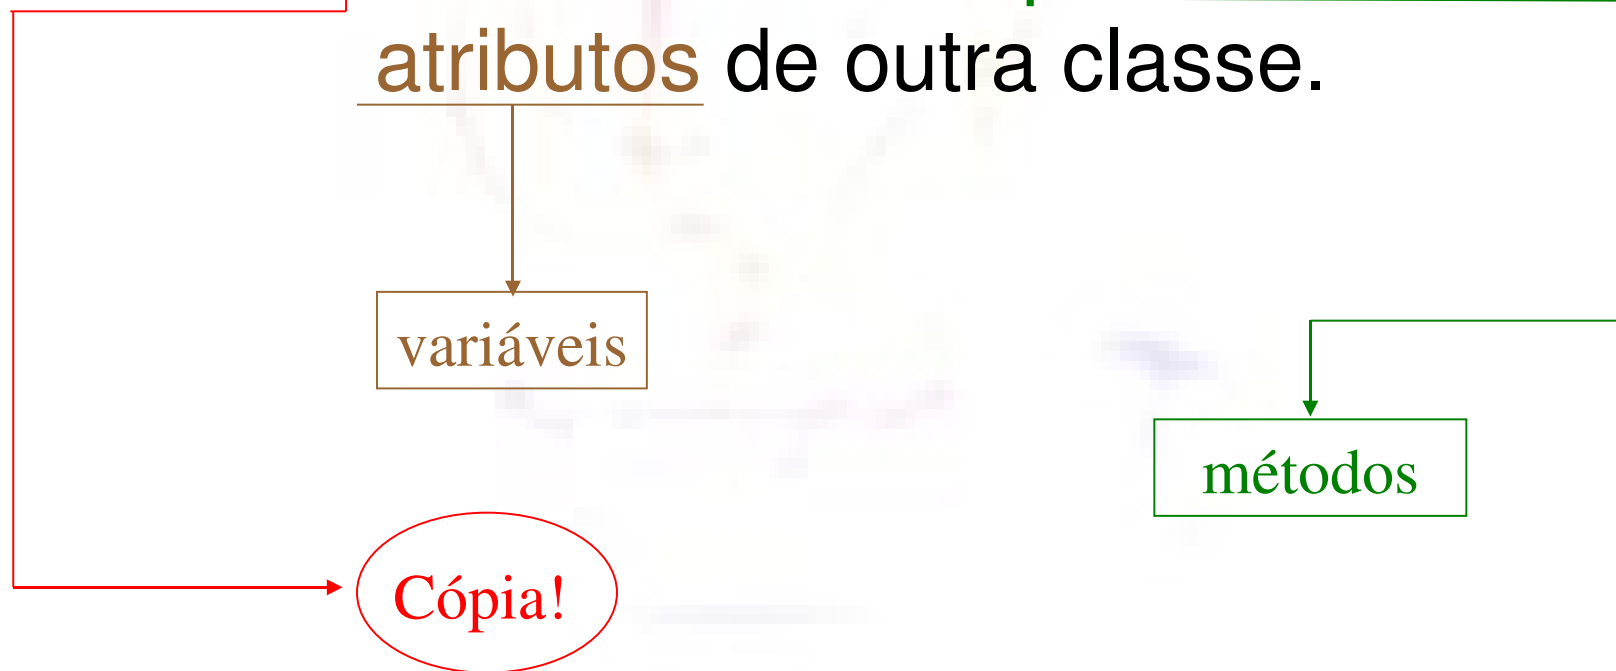 atributos de outra classe.
variáveis
métodos
Cópia!